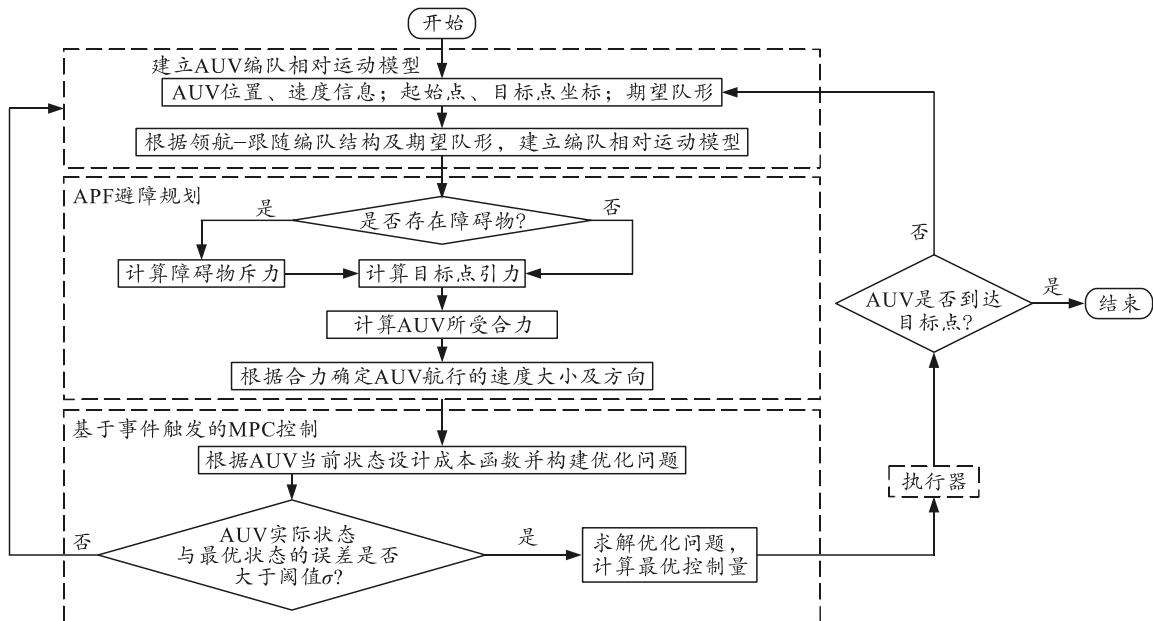 开始
建立AUV编队相对运动模型
AUV位置、速度信息；起始点、目标点坐标；期望队形
根据领航-跟随编队结构及期望队形，建立编队相对运动模型
APF避障规划
是
是否存在障碍物?
否
计算障碍物斥力
计算目标点引力
计算AUV所受合力
根据合力确定AUV航行的速度大小及方向
基于事件触发的MPC控制
根据AUV当前状态设计成本函数并构建优化问题
否
AUV实际状态
与最优状态的误差是否
大于阈值σ?
是
求解优化问题，
计算最优控制量
执行器
否
AUV是否到达
目标点?
是
结束